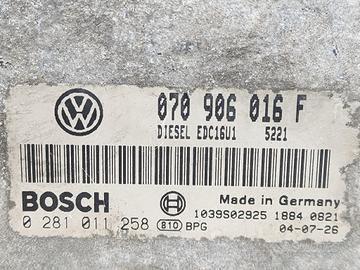 VW
070 906 016 F
DIESEL EDC16U1 5221
Made in Germany
BOSCH
1039S02925 1884 0821
0 281 011 258 810 BPG
04-07-26